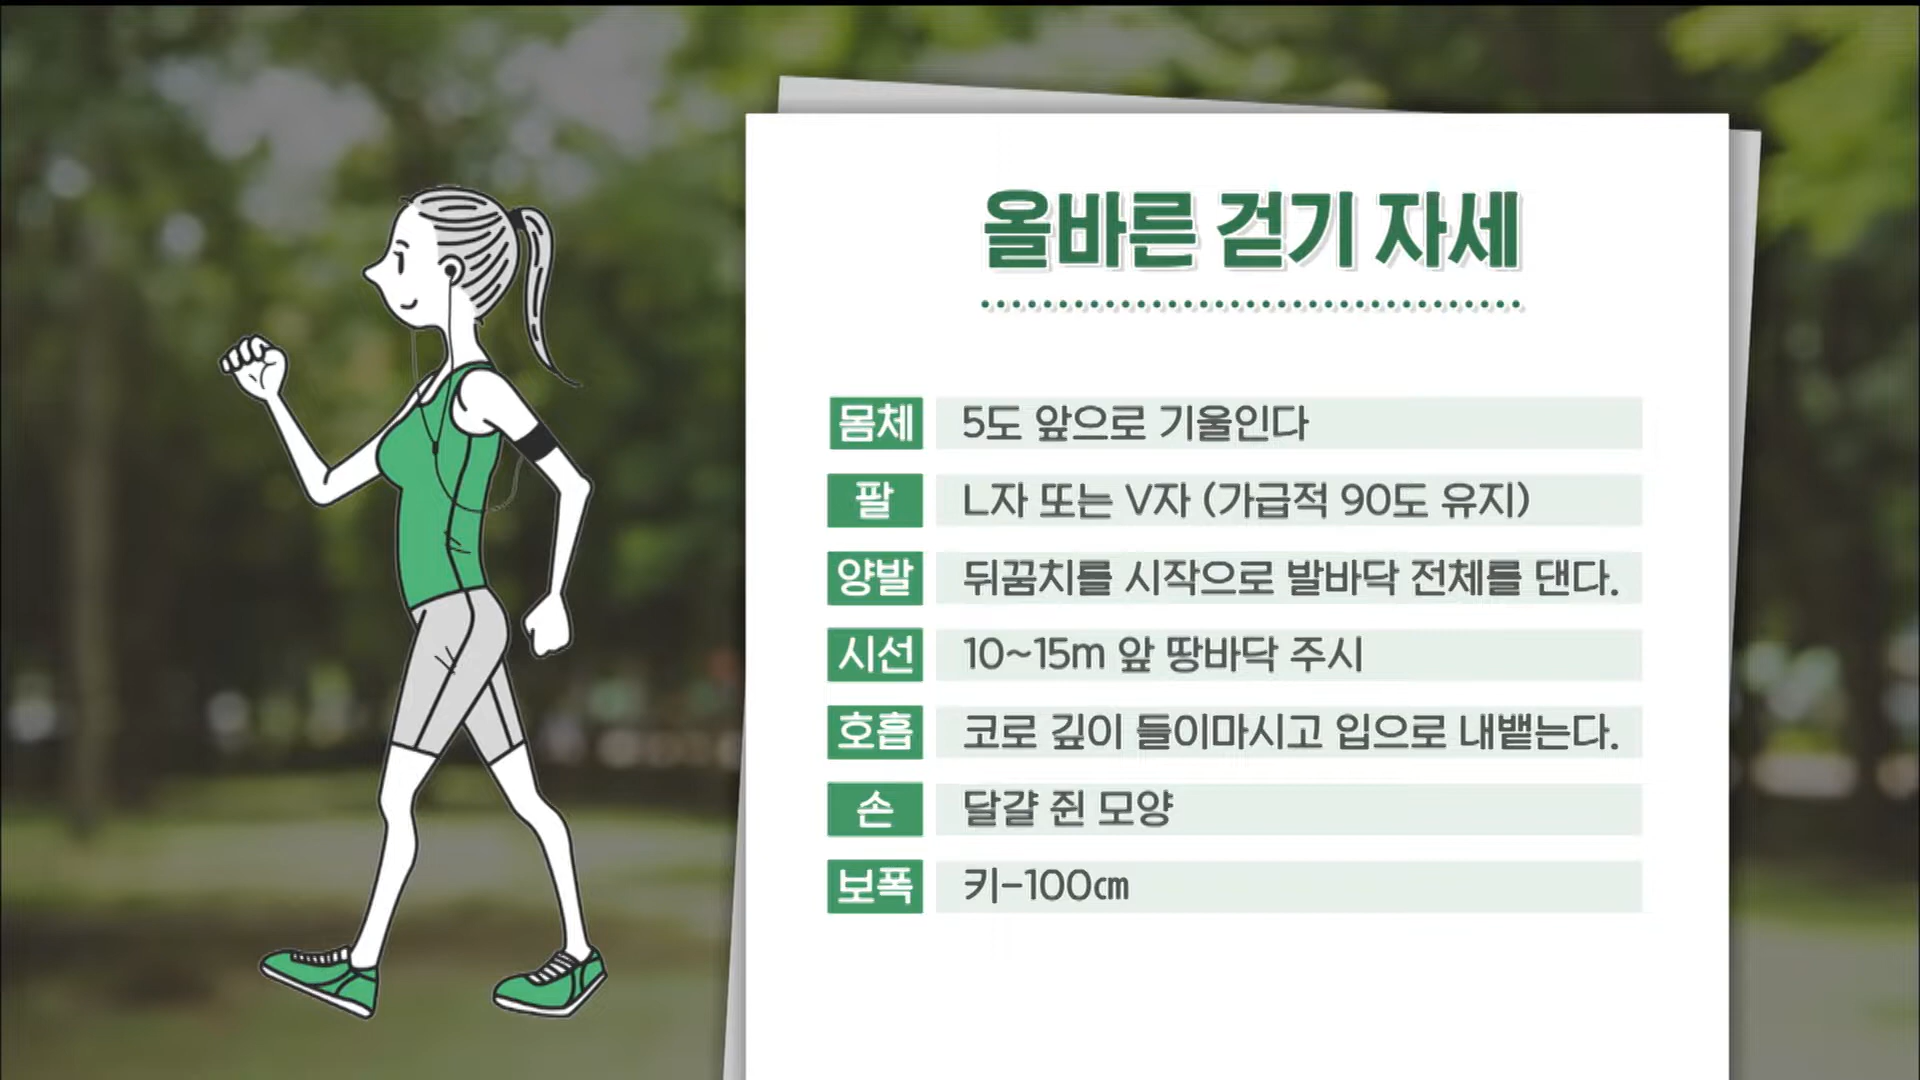 올바른 걷기 자세
몸체 5도 앞으로 기울인다
팔 L자 또는 V자 (가급적 90도 유지)
양발 뒤꿈치를 시작으로 발바닥 전체를 댄다.
시선 10~15m 앞 땅바닥 주시
호흡 코로 깊이 들이마시고 입으로 내뱉는다.
손 달걀 쥔 모양
보폭 키-100㎝